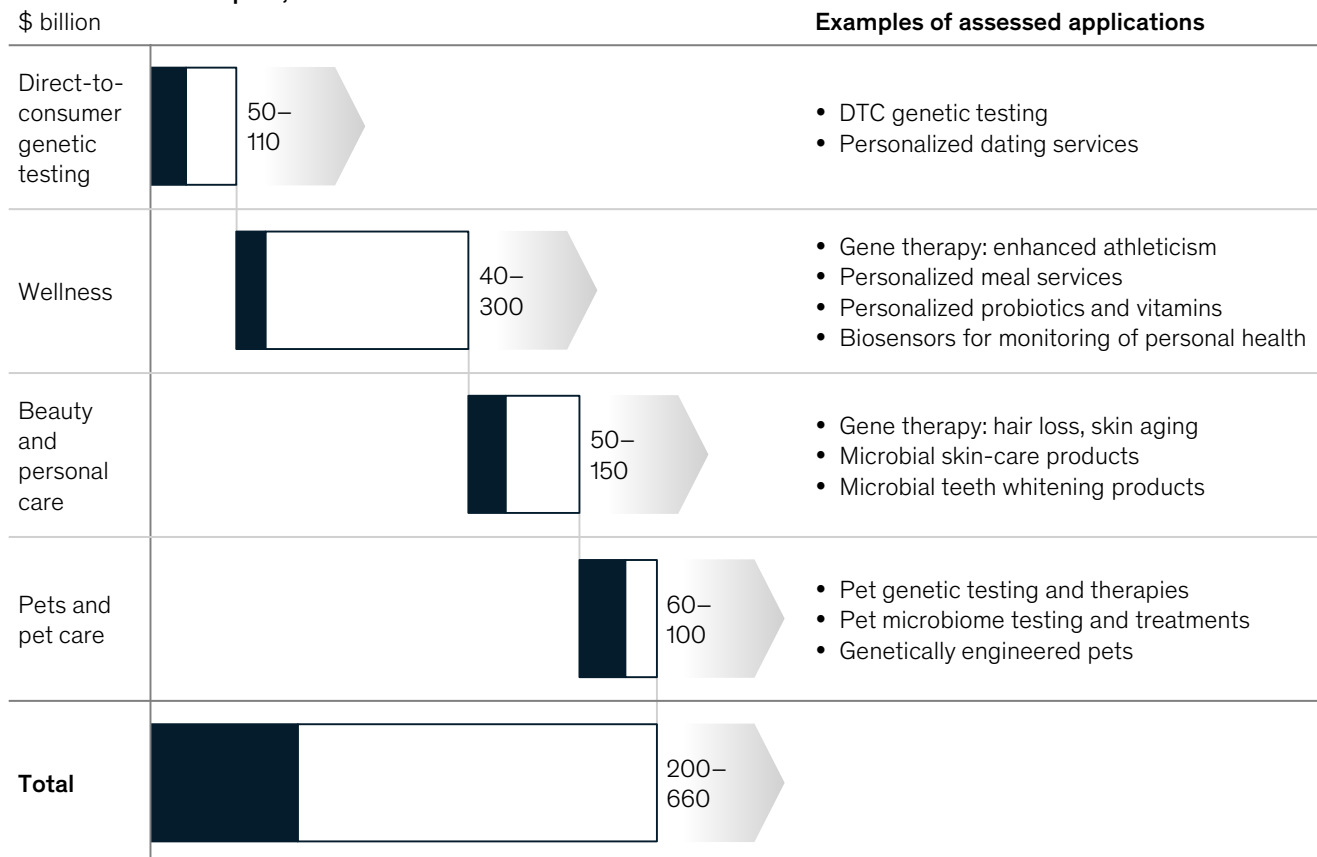 $ billion
Examples of assessed applications
Direct-to-
consumer
genetic
testing
50–
110
• DTC genetic testing
• Personalized dating services
Wellness
40–
300
• Gene therapy: enhanced athleticism
• Personalized meal services
• Personalized probiotics and vitamins
• Biosensors for monitoring of personal health
Beauty
and
personal
care
50–
150
• Gene therapy: hair loss, skin aging
• Microbial skin-care products
• Microbial teeth whitening products
Pets and
pet care
60–
100
• Pet genetic testing and therapies
• Pet microbiome testing and treatments
• Genetically engineered pets
Total
200–
660